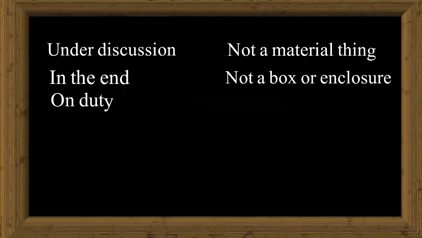 Under discussion
In the end
On duty
Not a material thing
Not a box or enclosure